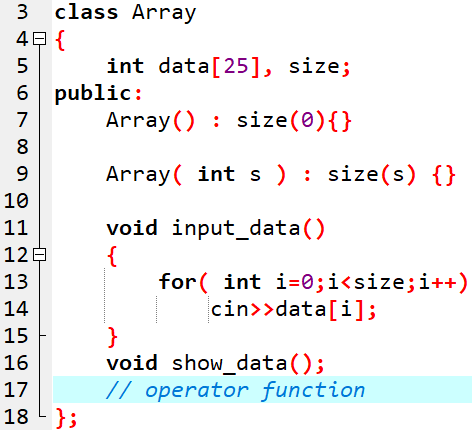 3 class Array
4 {
5 int data[25], size;
6 public:
7 Array() : size(0){}
8
9 Array( int s ) : size(s) {}
10
11 void input_data()
12 {
13 for( int i=0;i<size;i++)
14 cin>>data[i];
15 }
16 void show_data();
17 // operator function
18 };